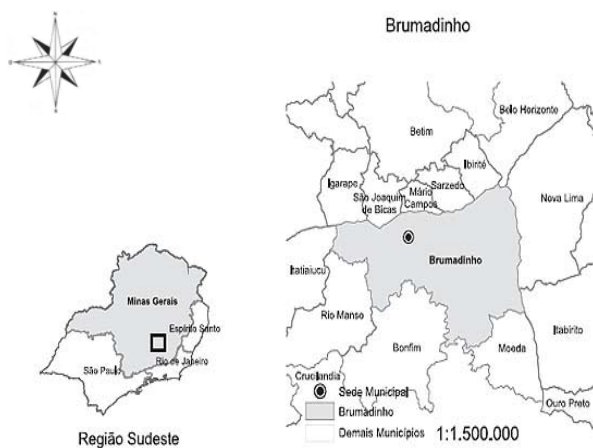 Brumadinho
Belo Horizonte
Betim
Ibirité
Igarapé
São Joaquim
de Bicas
Mário
Campos
Sarzedo
Nova Lima
Itatiaiuçu
Brumadinho
Rio Manso
Bonfim
Moeda
Itabirito
Ouro Preto
Crucilandia
Sede Municipal
Brumadinho
Demais Municípios
1:1.500.000
Minas Gerais
Espírito Santo
Rio de Janeiro
São Paulo
Região Sudeste